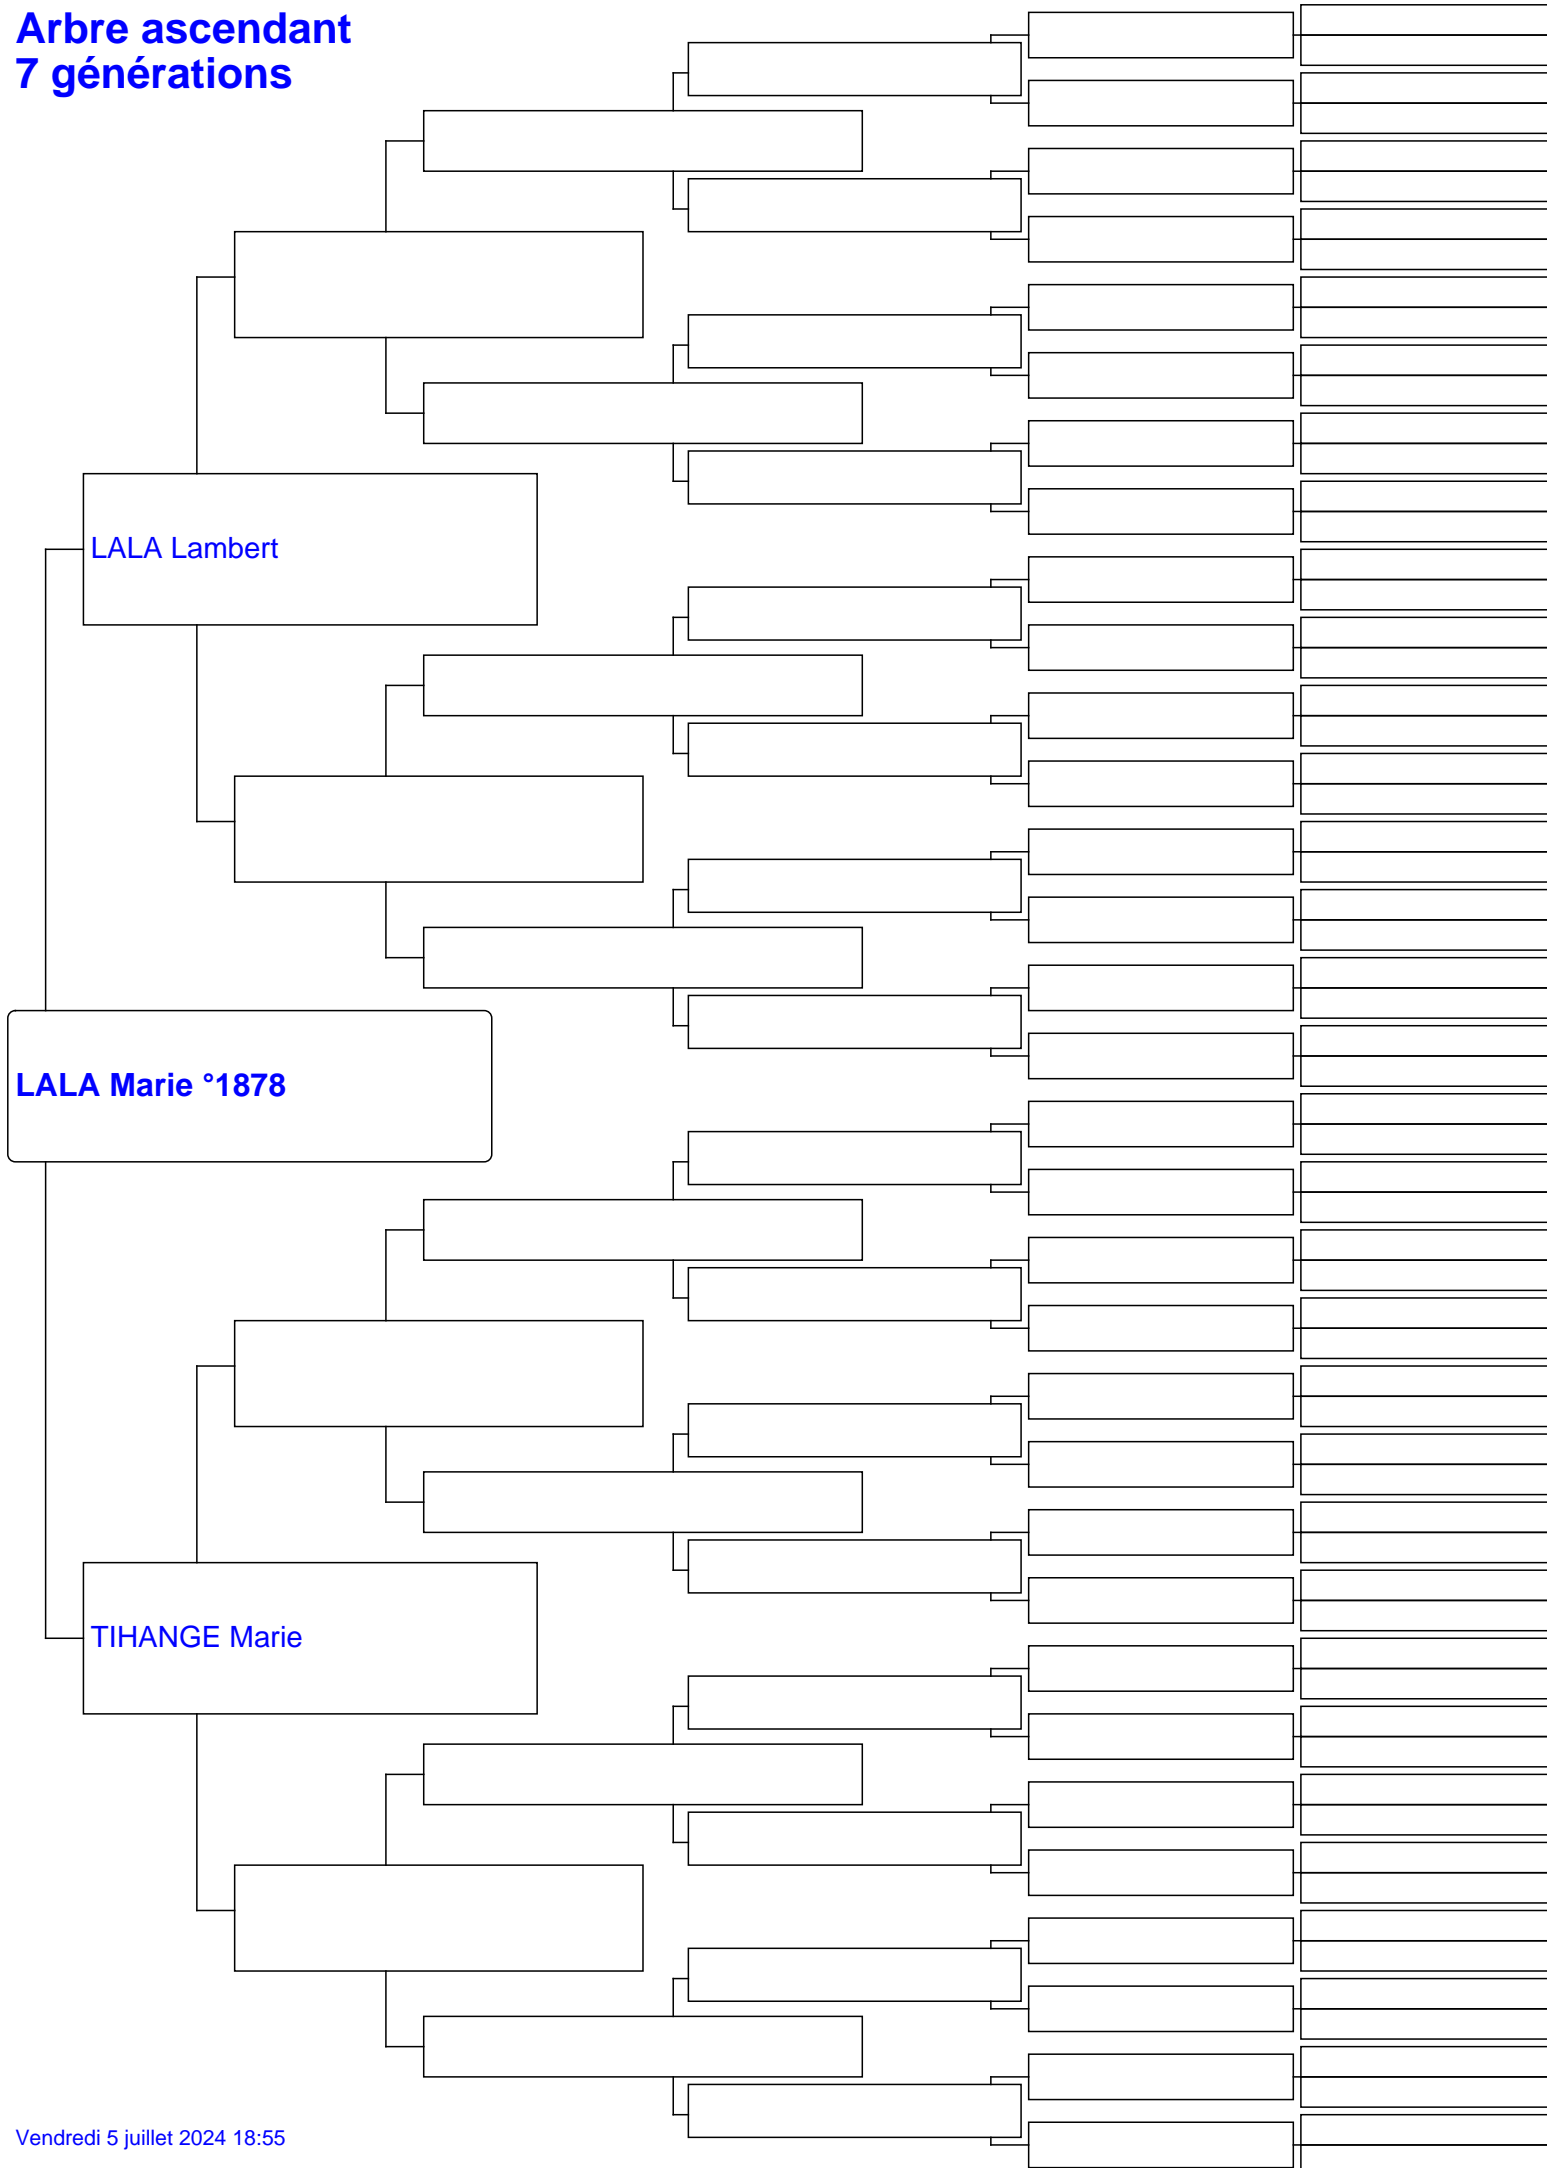 Arbre ascendant
7 générations
LALA Lambert
LALA Marie °1878
TIHANGE Marie
Vendredi 5 juillet 2024 18:55